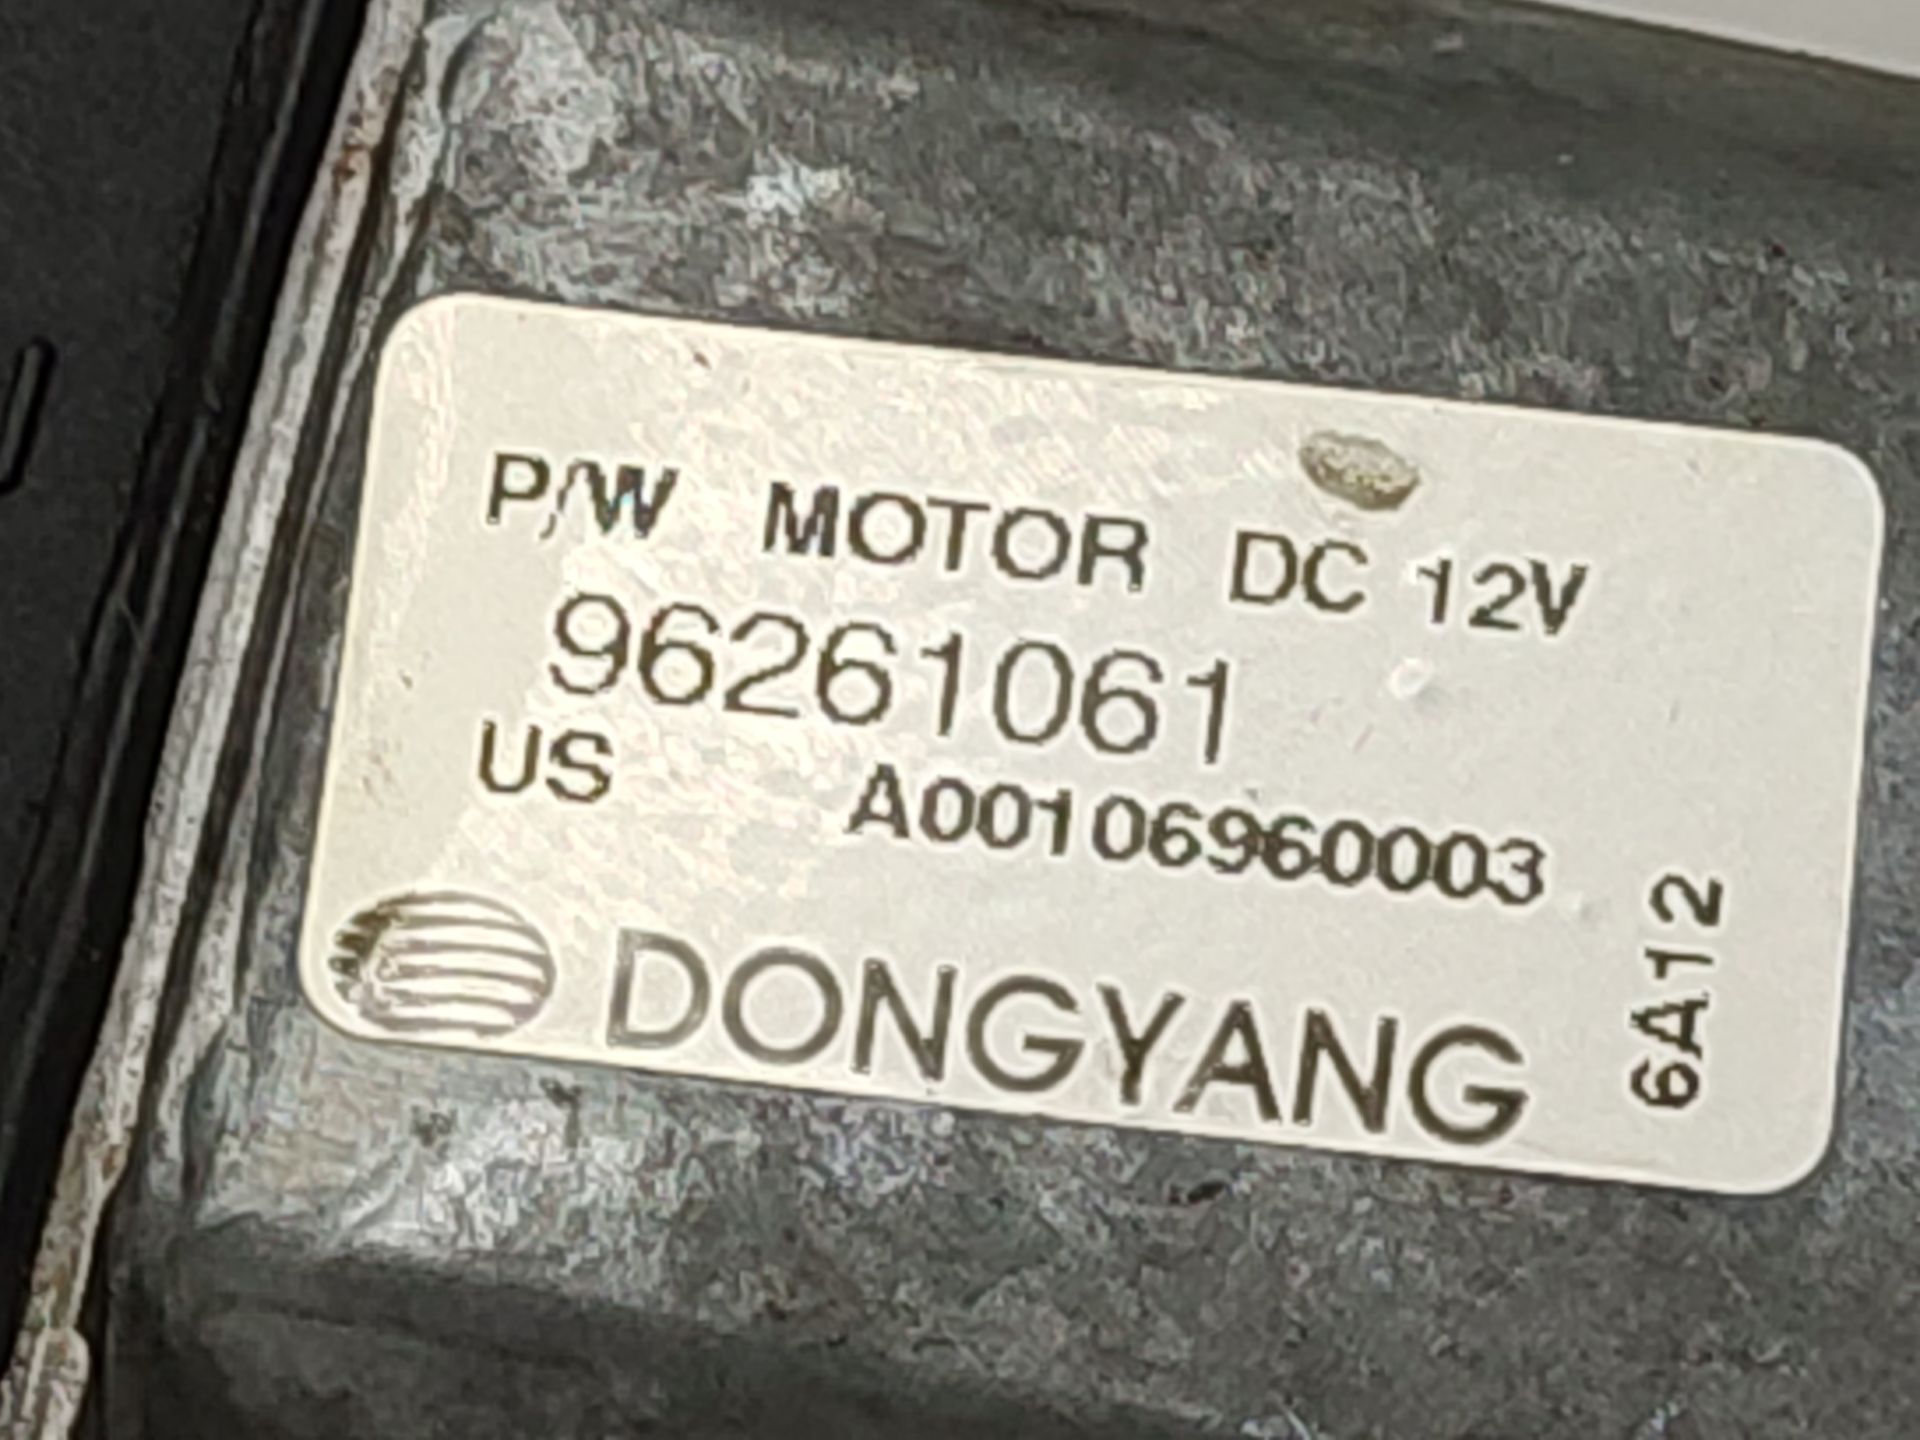 P/W MOTOR DC 12V
96261061
US A00106960003
DONGYANG
6A12